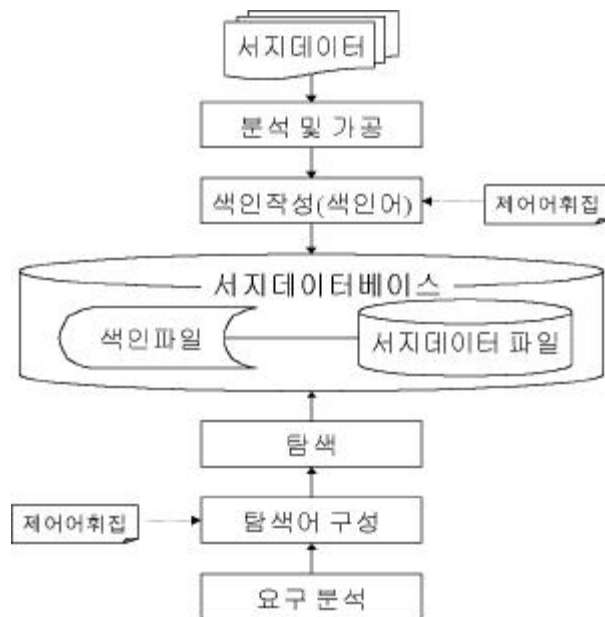 서지데이터
분석 및 가공
색인작성(색인어)
제어어휘집
서지데이터베이스
색인파일
서지데이터 파일
탐색
제어어휘집
탐색어 구성
요구 분석